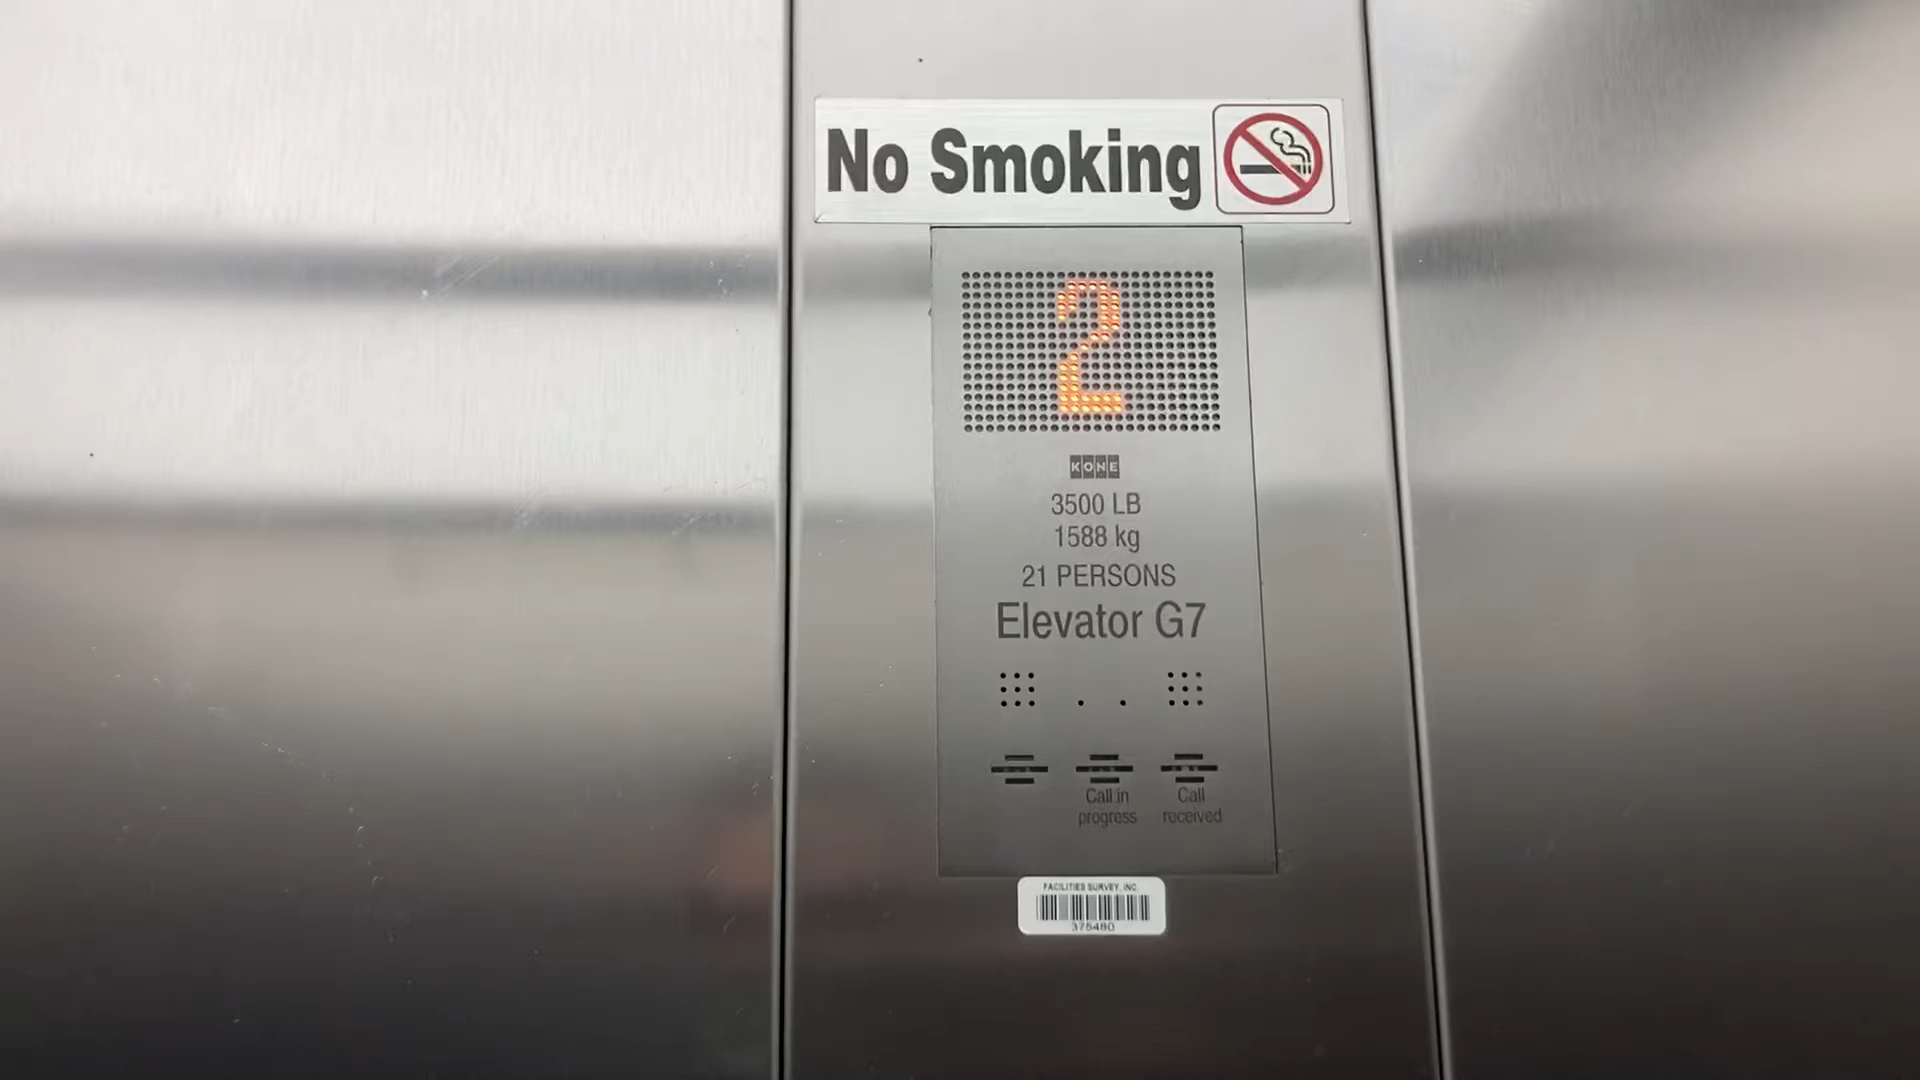 No Smoking
2
KONE
3500 LB
1588 kg
21 PERSONS
Elevator G7
Call in
progress
Call
received
FACILITIES SURVEY, INC.
375480